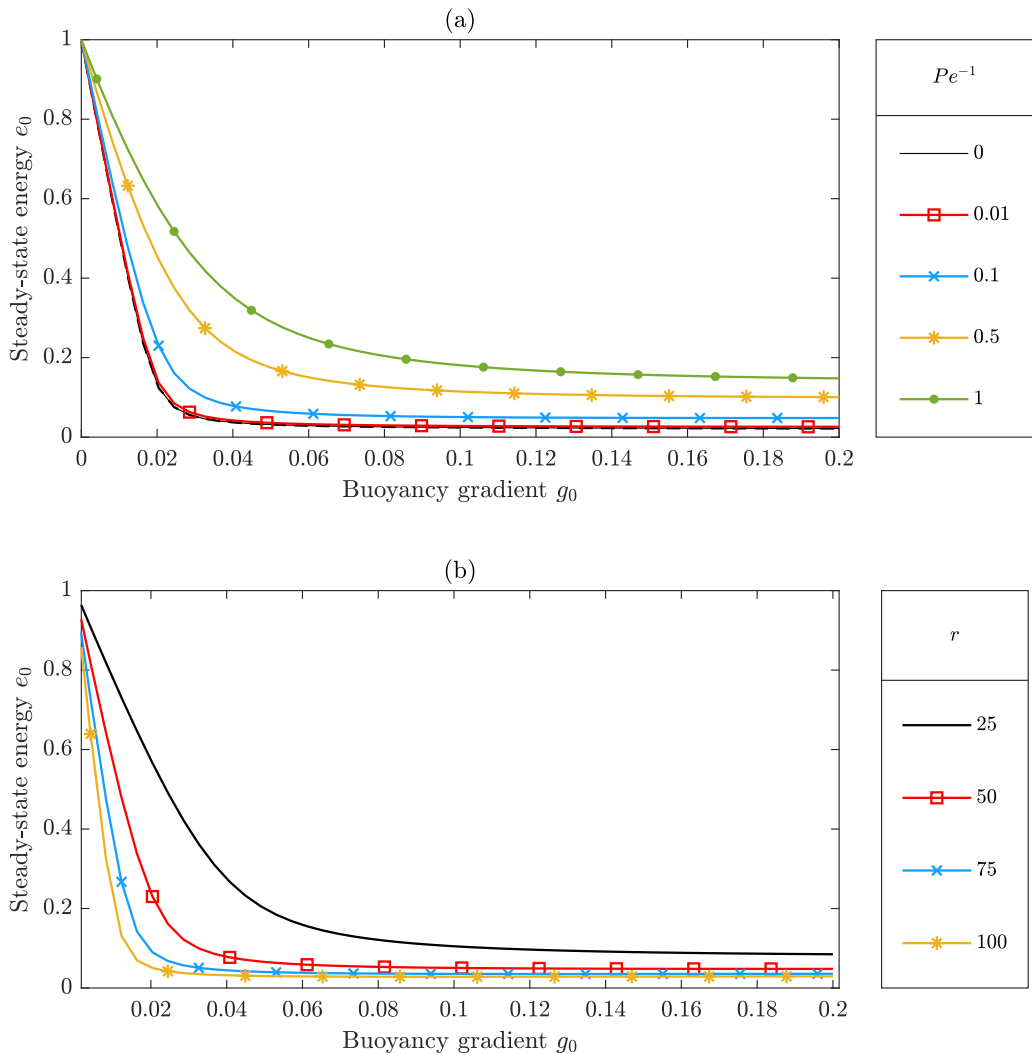 (a)
Steady-state energy e₀
1
0.8
0.6
0.4
0.2
0
0 0.02 0.04 0.06 0.08 0.1 0.12 0.14 0.16 0.18 0.2
Buoyancy gradient g₀
Pe⁻¹
0
0.01
0.1
0.5
1
(b)
Steady-state energy e₀
1
0.8
0.6
0.4
0.2
0
0.02 0.04 0.06 0.08 0.1 0.12 0.14 0.16 0.18 0.2
Buoyancy gradient g₀
r
25
50
75
100